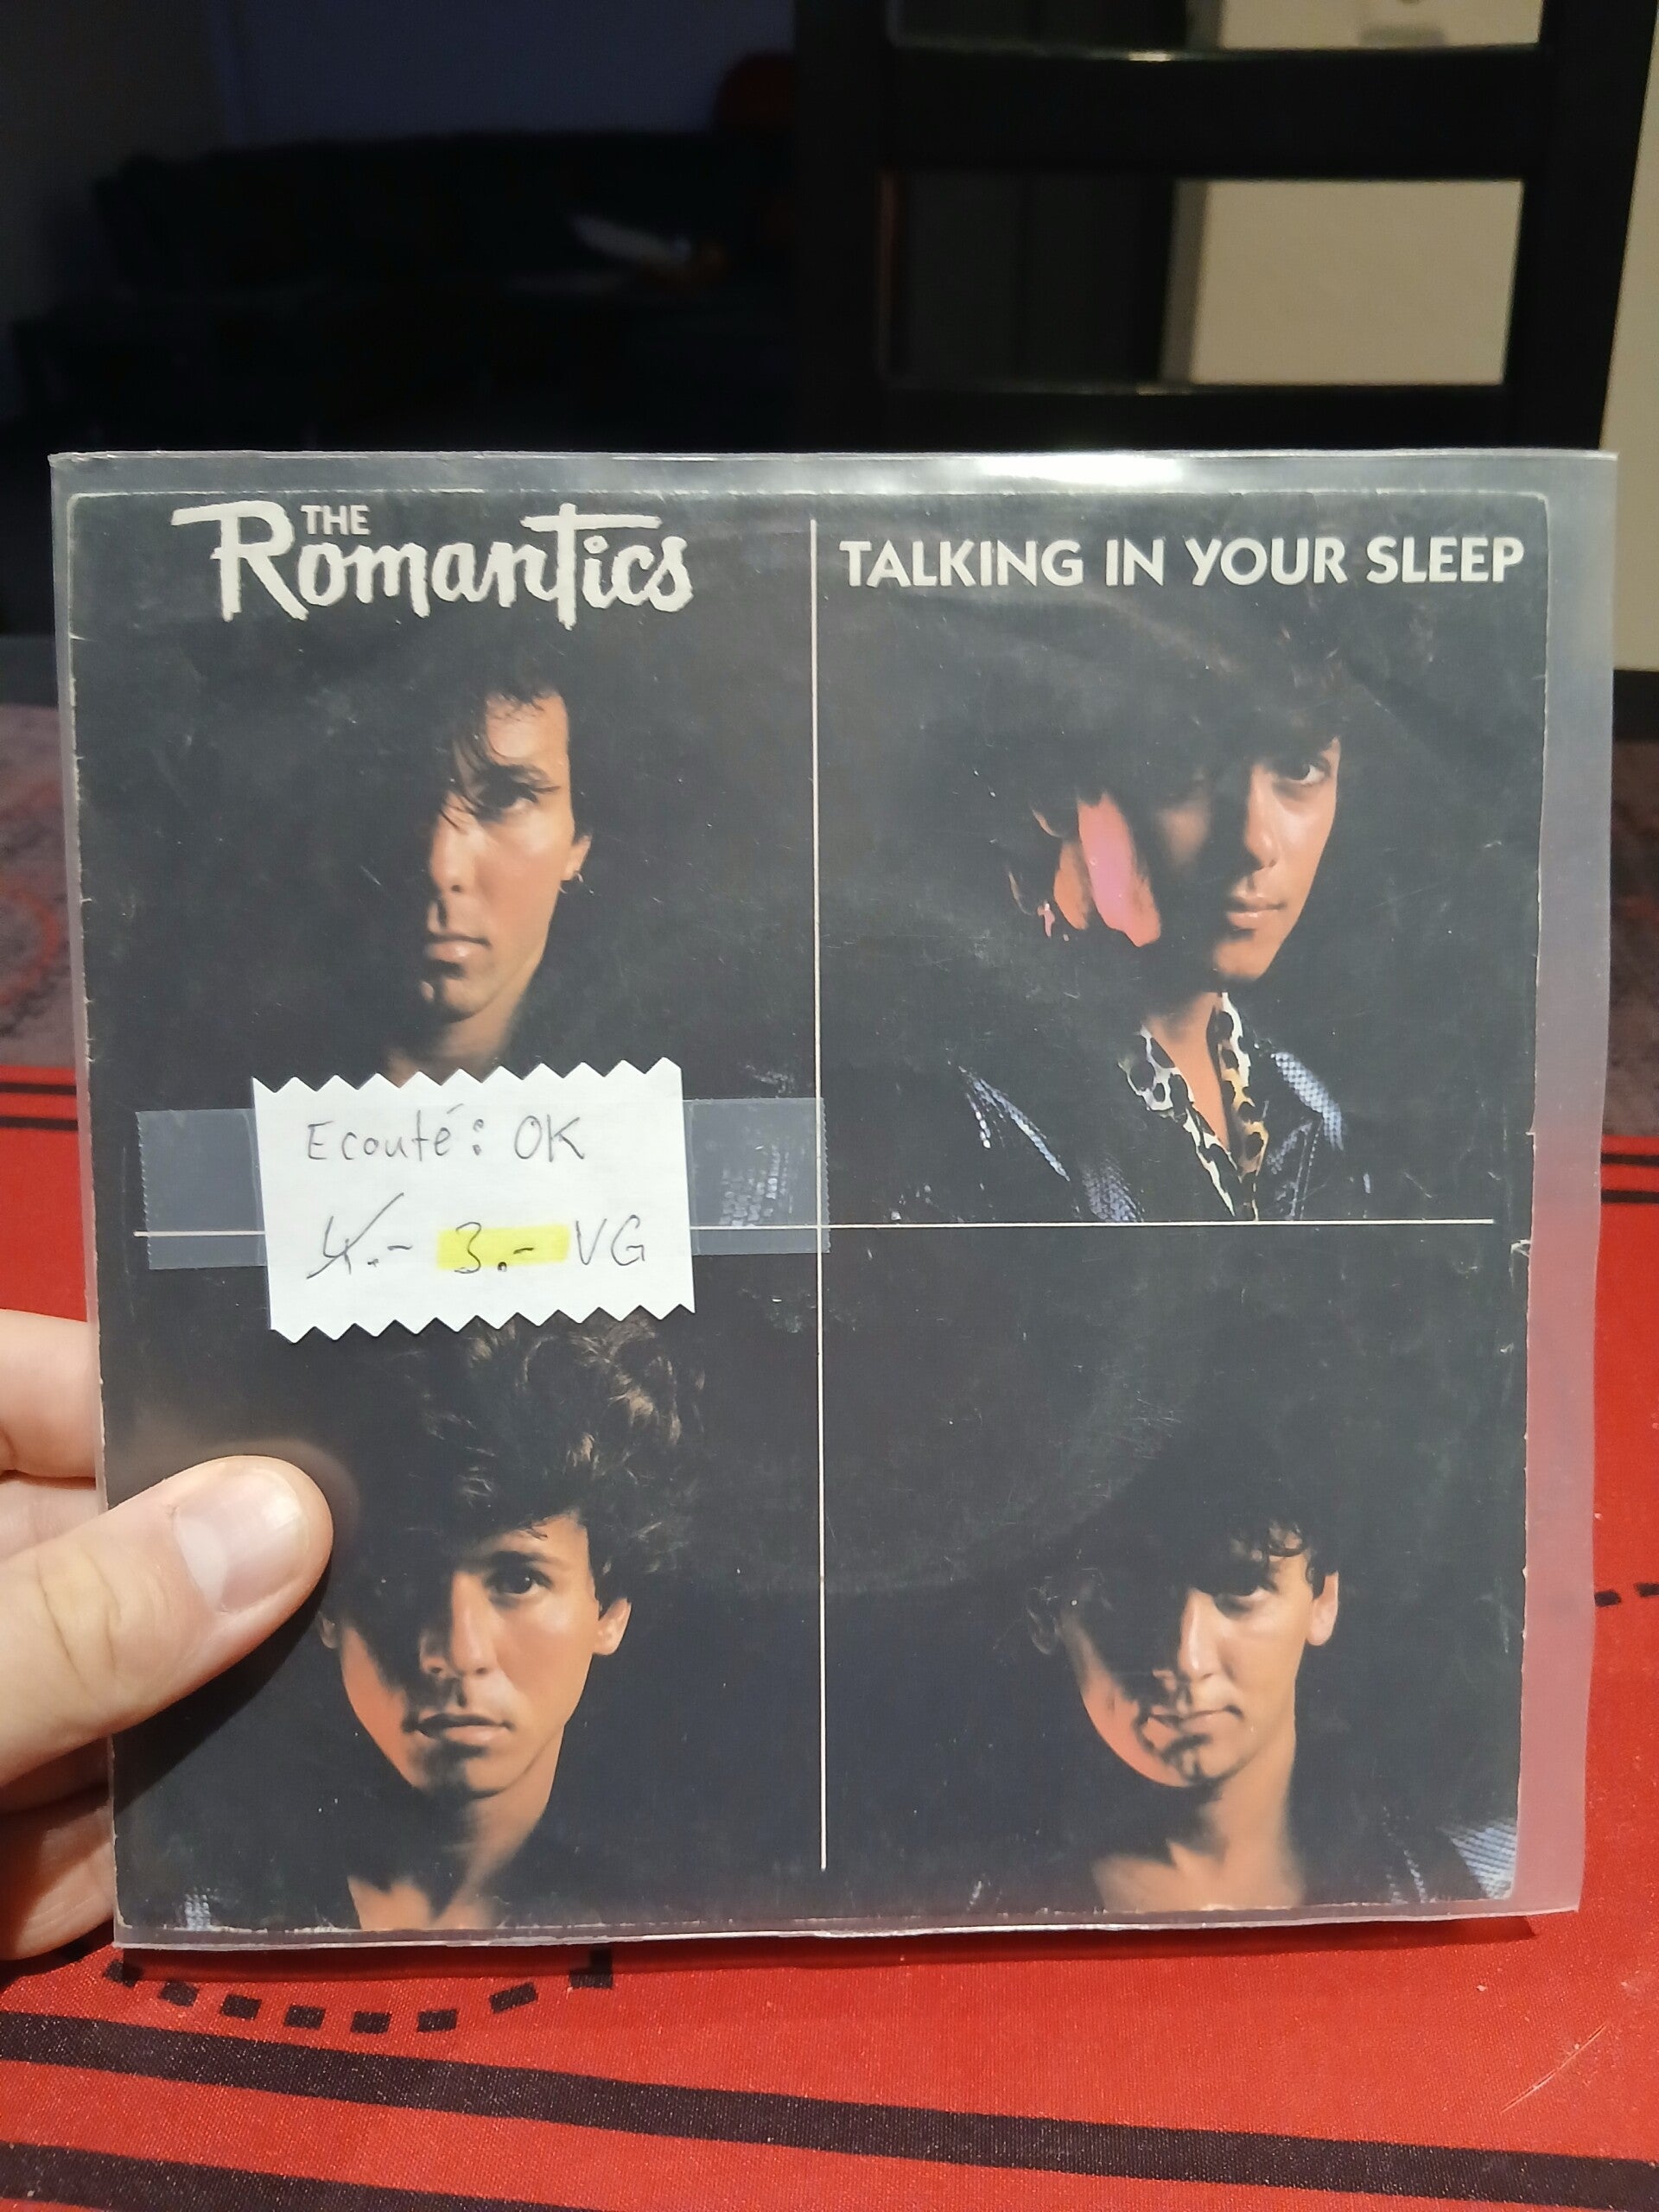 THE
Romantics
TALKING IN YOUR SLEEP
Ecouté: OK
4.- 3.- VG